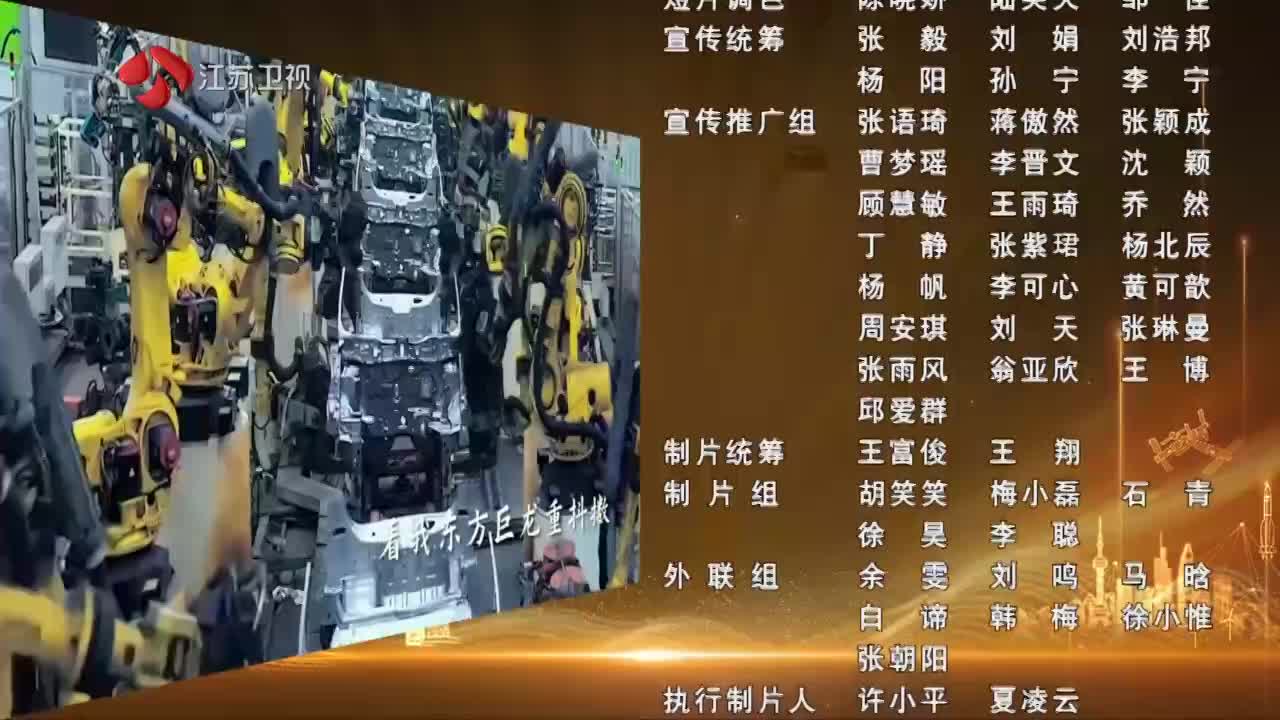 江苏卫视
短片调色
宣传统筹 张毅 刘娟 刘浩邦
杨阳 孙宁 李宁
宣传推广组 张语琦 蒋傲然 张颖成
曹梦瑶 李晋文 沈颖
顾慧敏 王雨琦 乔然
丁静 张紫珺 杨北辰
杨帆 李可心 黄可歆
周安琪 刘天 张琳曼
张雨风 翁亚欣 王博
邱爱群
制片统筹 王富俊 王翔
制片组 胡笑笑 梅小磊 石青
徐昊 李聪
外联组 余雯 刘鸣 马晗
白谛 韩梅 徐小惟
张朝阳
执行制片人 许小平 夏凌云
看我东方巨龙重抖擞